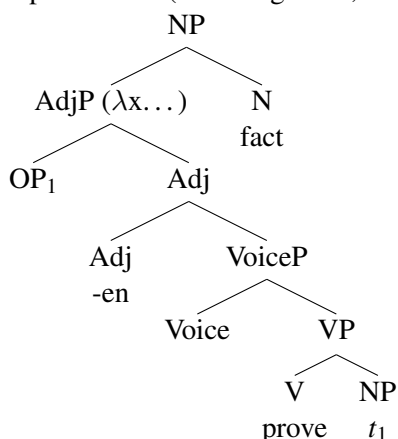 NP
AdjP (λx…) N
fact
OP1 Adj
Adj VoiceP
-en
Voice VP
V NP
prove t1